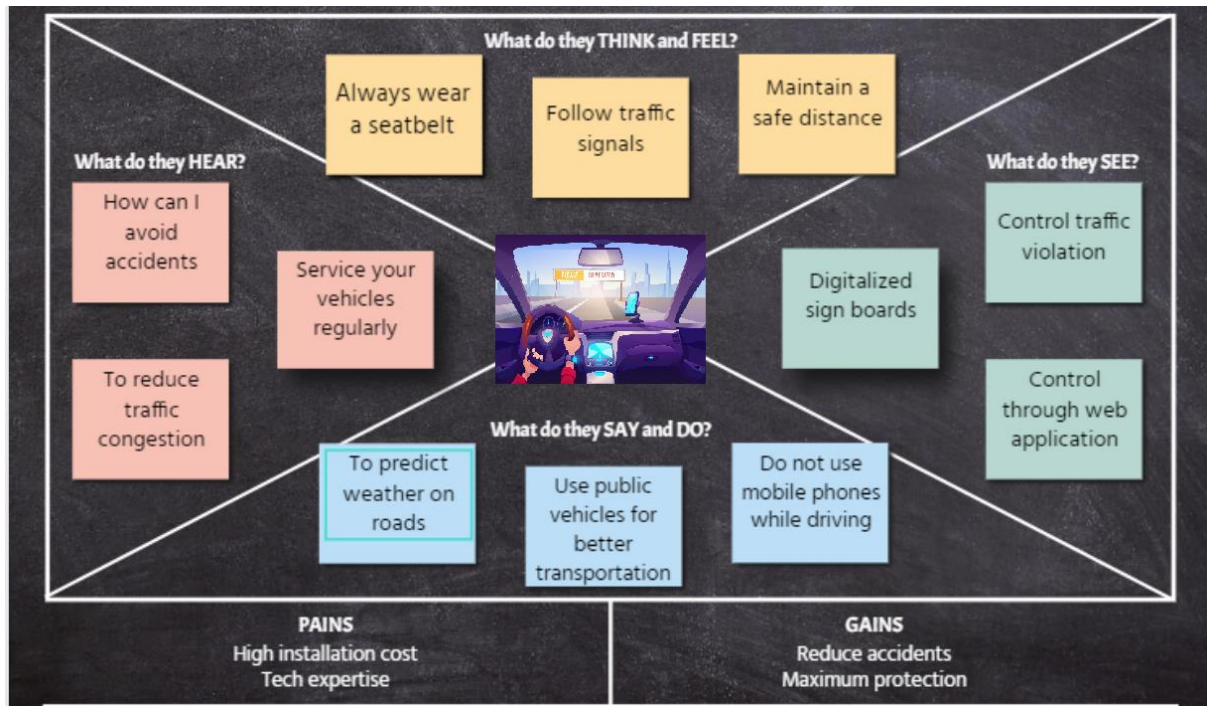 What do they THINK and FEEL?
Always wear
a seatbelt
Follow traffic
signals
Maintain a
safe distance
What do they HEAR?
How can I
avoid
accidents
Service your
vehicles
regularly
To reduce
traffic
congestion
What do they SEE?
Control traffic
violation
Digitalized
sign boards
Control
through web
application
What do they SAY and DO?
To predict
weather on
roads
Use public
vehicles for
better
transportation
Do not use
mobile phones
while driving
PAINS
High installation cost
Tech expertise
GAINS
Reduce accidents
Maximum protection